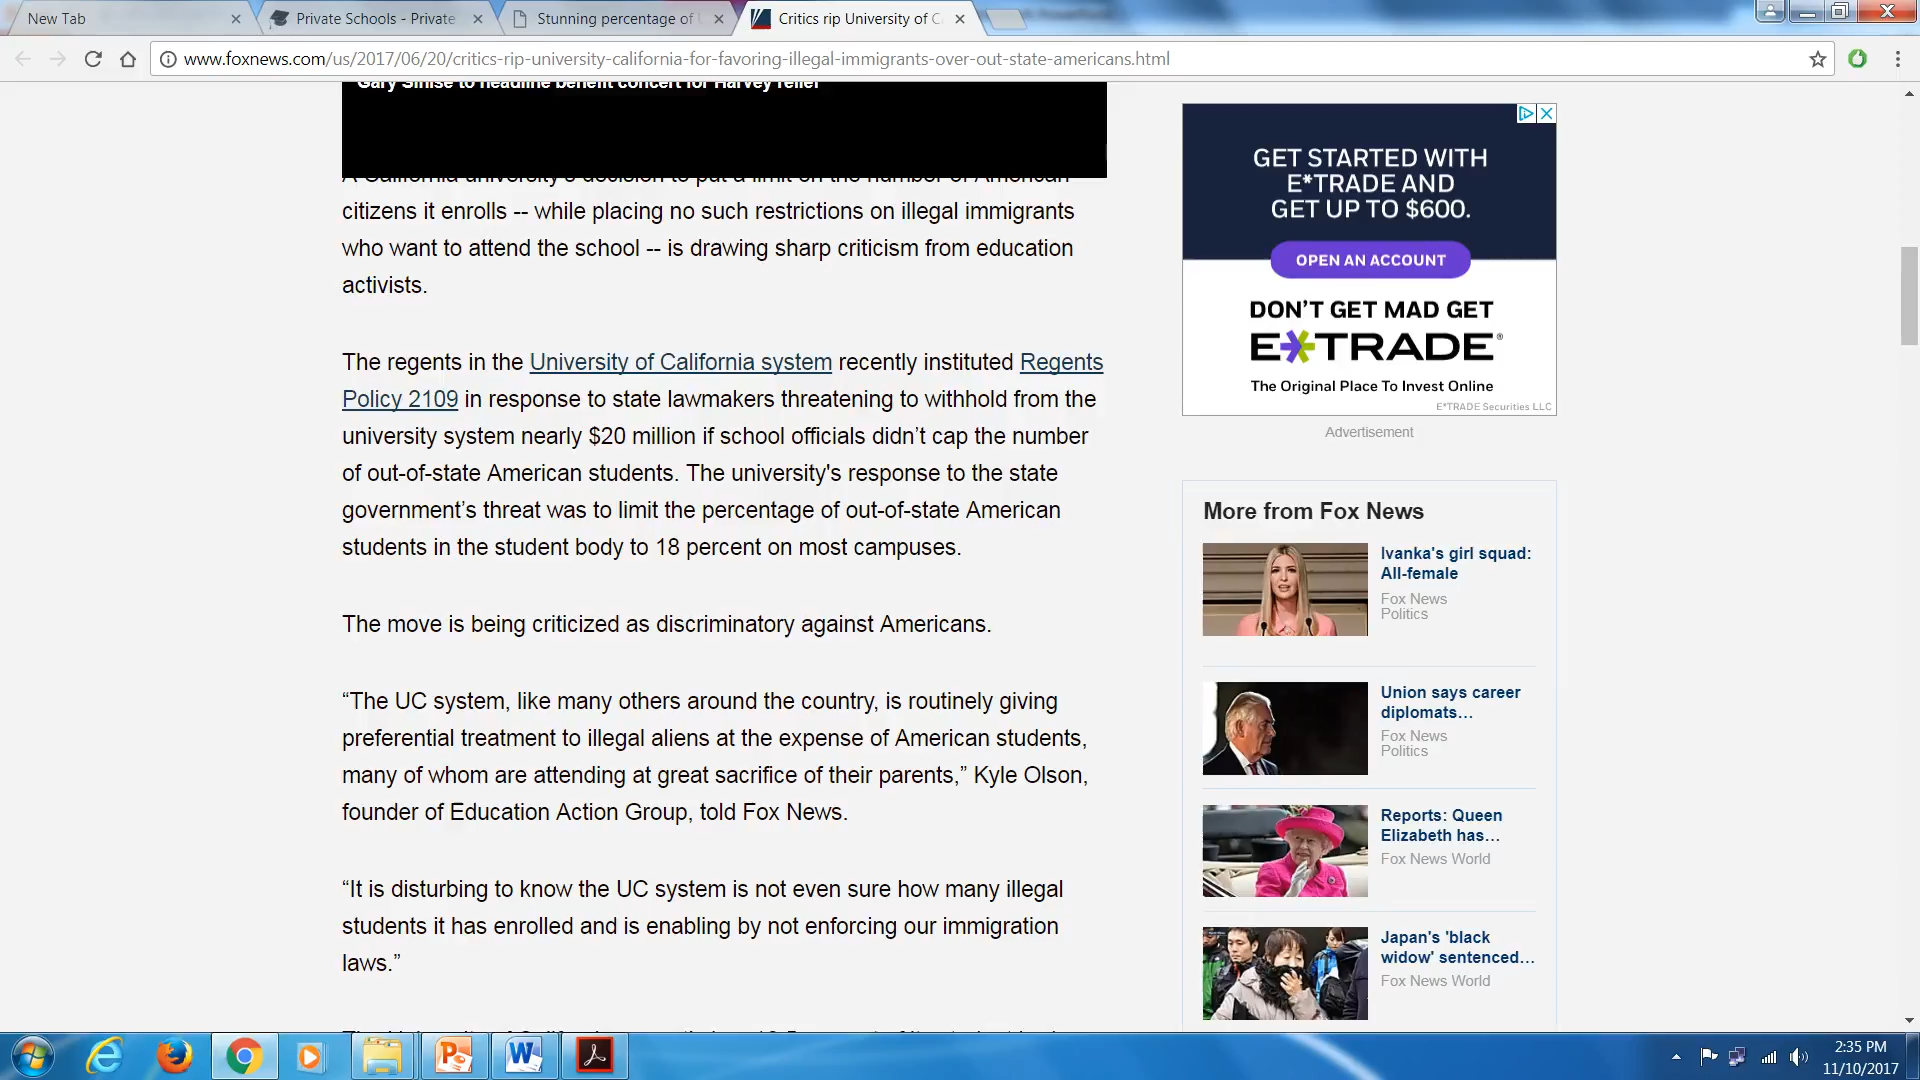 New Tab
Private Schools - Private
Stunning percentage of
Critics rip University of C
www.foxnews.com/us/2017/06/20/critics-rip-university-california-for-favoring-illegal-immigrants-over-out-state-americans.html
Gary Sinise to headline benefit concert for Harvey relief
A California university's decision to put a limit on the number of American
citizens it enrolls -- while placing no such restrictions on illegal immigrants
who want to attend the school -- is drawing sharp criticism from education
activists.
The regents in the University of California system recently instituted Regents
Policy 2109 in response to state lawmakers threatening to withhold from the
university system nearly $20 million if school officials didn’t cap the number
of out-of-state American students. The university's response to the state
government’s threat was to limit the percentage of out-of-state American
students in the student body to 18 percent on most campuses.
The move is being criticized as discriminatory against Americans.
“The UC system, like many others around the country, is routinely giving
preferential treatment to illegal aliens at the expense of American students,
many of whom are attending at great sacrifice of their parents,” Kyle Olson,
founder of Education Action Group, told Fox News.
“It is disturbing to know the UC system is not even sure how many illegal
students it has enrolled and is enabling by not enforcing our immigration
laws.”
GET STARTED WITH
E*TRADE AND
GET UP TO $600.
OPEN AN ACCOUNT
DON’T GET MAD GET
E*TRADE®
The Original Place To Invest Online
E*TRADE Securities LLC
Advertisement
More from Fox News
Ivanka's girl squad:
All-female
Fox News
Politics
Union says career
diplomats…
Fox News
Politics
Reports: Queen
Elizabeth has…
Fox News World
Japan's 'black
widow' sentenced…
Fox News World
2:35 PM
11/10/2017